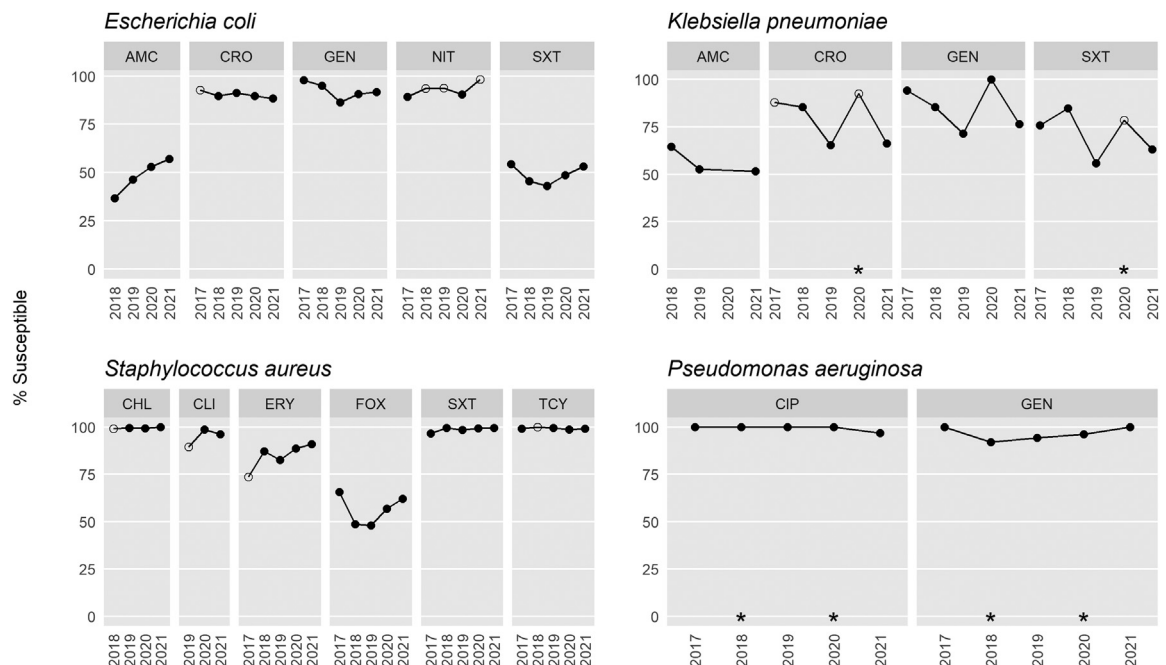 Escherichia coli
AMC CRO GEN NIT SXT
100
75
50
25
0
2018 2019 2020 2021 2017 2018 2019 2020 2021 2017 2018 2019 2020 2021 2017 2018 2019 2020 2021 2017 2018 2019 2020 2021
Klebsiella pneumoniae
AMC CRO GEN SXT
100
75
50
25
0
* *
2018 2019 2020 2021 2017 2018 2019 2020 2021 2017 2018 2019 2020 2021 2017 2018 2019 2020 2021
% Susceptible
Staphylococcus aureus
CHL CLI ERY FOX SXT TCY
100
75
50
25
0
2018 2019 2020 2021 2019 2020 2021 2017 2018 2019 2020 2021 2017 2018 2019 2020 2021 2017 2018 2019 2020 2021 2017 2018 2019 2020 2021
Pseudomonas aeruginosa
CIP GEN
100
75
50
25
0
* * * *
2017 2018 2019 2020 2021 2017 2018 2019 2020 2021